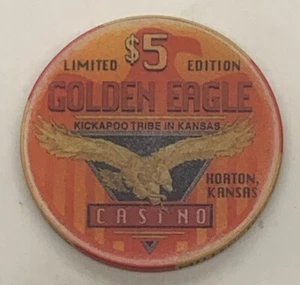 $5
LIMITED EDITION
GOLDEN EAGLE
KICKAPOO TRIBE IN KANSAS
HORTON,
KANSAS
CASINO